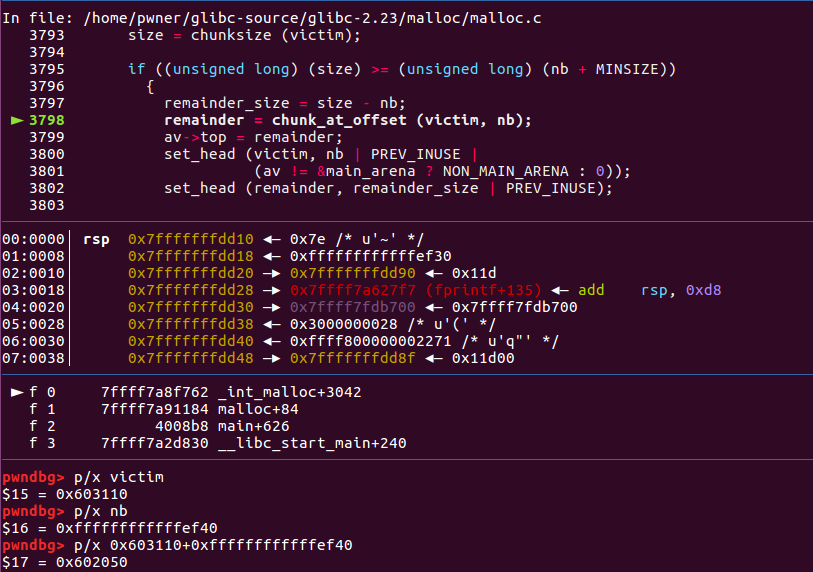 In file: /home/pwner/glibc-source/glibc-2.23/malloc/malloc.c
3793 size = chunksize (victim);
3794
3795 if ((unsigned long) (size) >= (unsigned long) (nb + MINSIZE))
3796 {
3797 remainder_size = size - nb;
► 3798 remainder = chunk_at_offset (victim, nb);
3799 av->top = remainder;
3800 set_head (victim, nb | PREV_INUSE |
3801 (av != &main_arena ? NON_MAIN_ARENA : 0));
3802 set_head (remainder, remainder_size | PREV_INUSE);
3803
00:0000│ rsp 0x7fffffffdd10 ◄— 0x7e /* u'~' */
01:0008│ 0x7fffffffdd18 ◄— 0xffffffffffffef30
02:0010│ 0x7fffffffdd20 —► 0x7fffffffdd90 ◄— 0x11d
03:0018│ 0x7fffffffdd28 —► 0x7ffff7a627f7 (fprintf+135) ◄— add rsp, 0xd8
04:0020│ 0x7fffffffdd30 —► 0x7ffff7fdb700 ◄— 0x7ffff7fdb700
05:0028│ 0x7fffffffdd38 ◄— 0x3000000028 /* u'(' */
06:0030│ 0x7fffffffdd40 ◄— 0xffff800000002271 /* u'q"' */
07:0038│ 0x7fffffffdd48 —► 0x7fffffffdd8f ◄— 0x11d00
► f 0 7ffff7a8f762 _int_malloc+3042
f 1 7ffff7a91184 malloc+84
f 2 4008b8 main+626
f 3 7ffff7a2d830 __libc_start_main+240
pwndbg> p/x victim
$15 = 0x603110
pwndbg> p/x nb
$16 = 0xffffffffffffef40
pwndbg> p/x 0x603110+0xffffffffffffef40
$17 = 0x602050